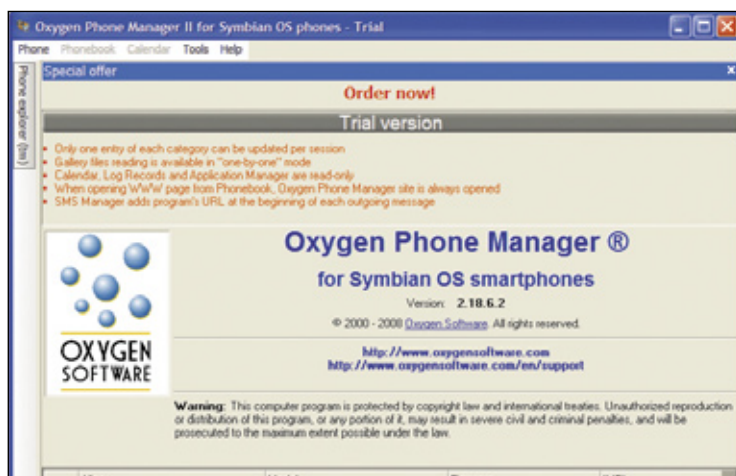 Oxygen Phone Manager II for Symbian OS phones - Trial
Phone Phonebook Calendar Tools Help
Special offer
Phone explorer
Order now!
Trial version
Only one entry of each category can be updated per session
Gallery files reading is available in "one-by-one" mode
Calendar, Log Records and Application Manager are read-only
When opening WWW page from Phonebook, Oxygen Phone Manager site is always opened
SMS Manager adds program's URL at the beginning of each outgoing message
OXYGEN
SOFTWARE
Oxygen Phone Manager ®
for Symbian OS smartphones
Version: 2.18.6.2
© 2000 - 2008 Oxygen Software. All rights reserved.
http://www.oxygensoftware.com
http://www.oxygensoftware.com/en/support
Warning: This computer program is protected by copyright law and international treaties. Unauthorized reproduction
or distribution of this program, or any portion of it, may result in severe civil and criminal penalties, and will be
prosecuted to the maximum extent possible under the law.